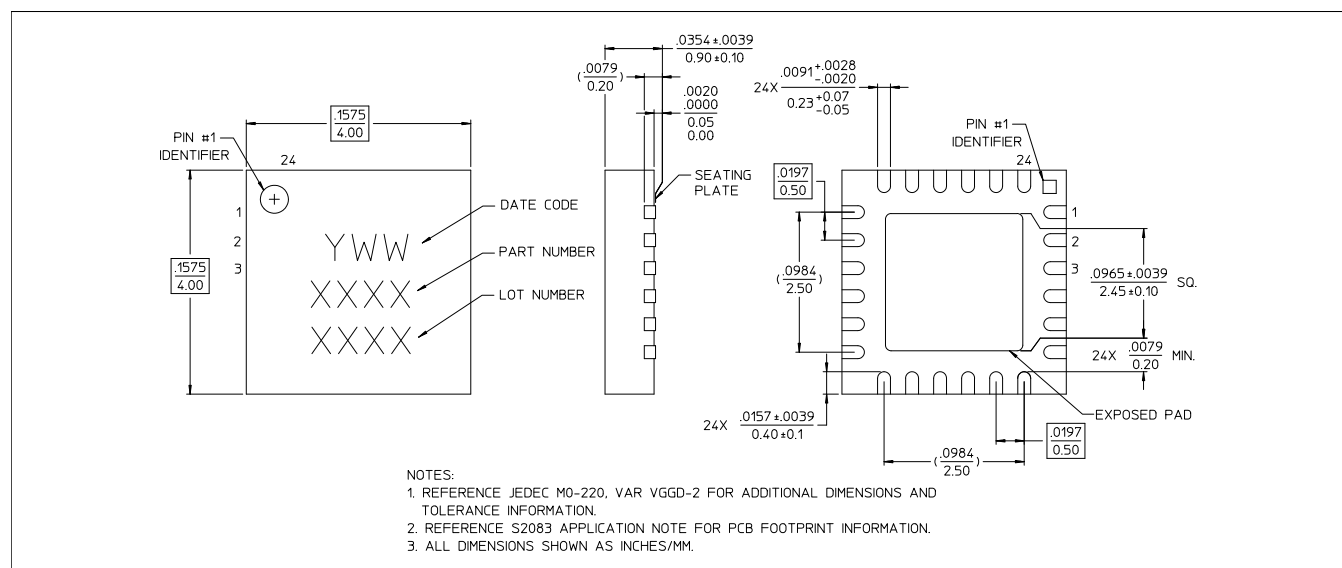 .1575
4.00
PIN #1
IDENTIFIER
24
.1575
4.00
1
2
3
YWW
XXXX
XXXX
DATE CODE
PART NUMBER
LOT NUMBER
.0354±.0039
0.90±0.10
(.0079
0.20)
.0020
.0000
0.05
0.00
SEATING
PLATE
24X .0091 +.0028
-.0020
0.23 +0.07
-0.05
PIN #1
IDENTIFIER
24
.0197
0.50
1
2
3
(.0984
2.50)
.0965±.0039
2.45±0.10 SQ.
24X .0079
0.20 MIN.
EXPOSED PAD
24X .0157±.0039
0.40±0.1
.0197
0.50
(.0984
2.50)
NOTES:
1. REFERENCE JEDEC MO-220, VAR VGGD-2 FOR ADDITIONAL DIMENSIONS AND
TOLERANCE INFORMATION.
2. REFERENCE S2083 APPLICATION NOTE FOR PCB FOOTPRINT INFORMATION.
3. ALL DIMENSIONS SHOWN AS INCHES/MM.